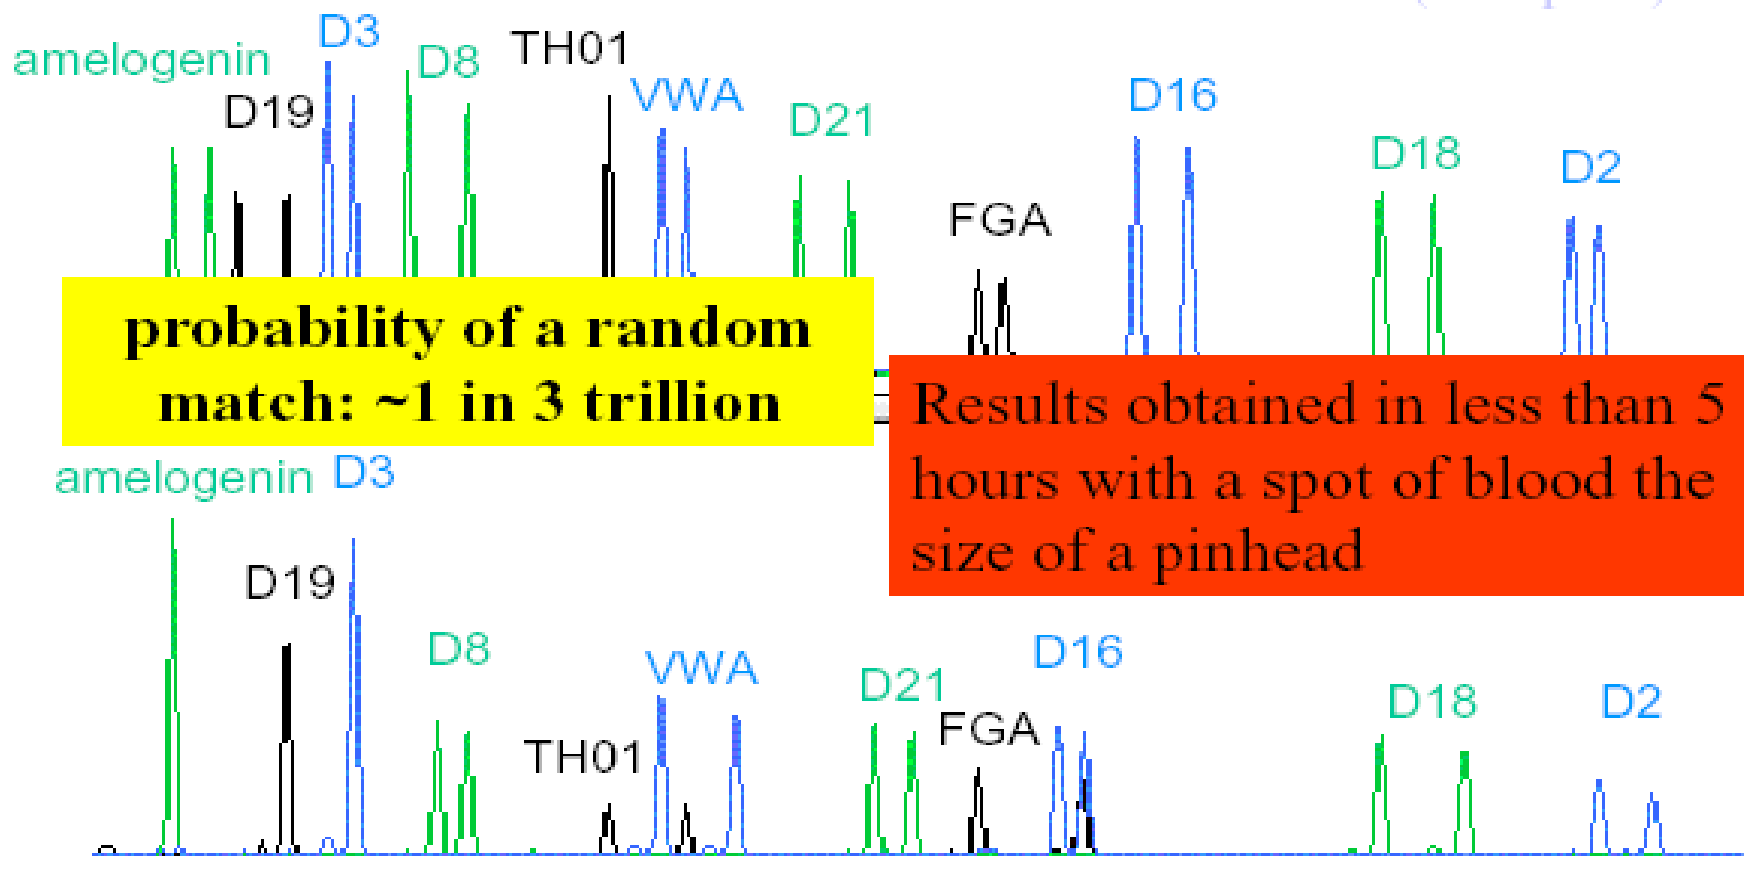 amelogenin
D3
D19
D8
TH01
VWA
D21
FGA
D16
D18
D2
probability of a random
match: ~1 in 3 trillion
Results obtained in less than 5
hours with a spot of blood the
size of a pinhead
amelogenin
D3
D19
D8
TH01
VWA
D21
FGA
D16
D18
D2